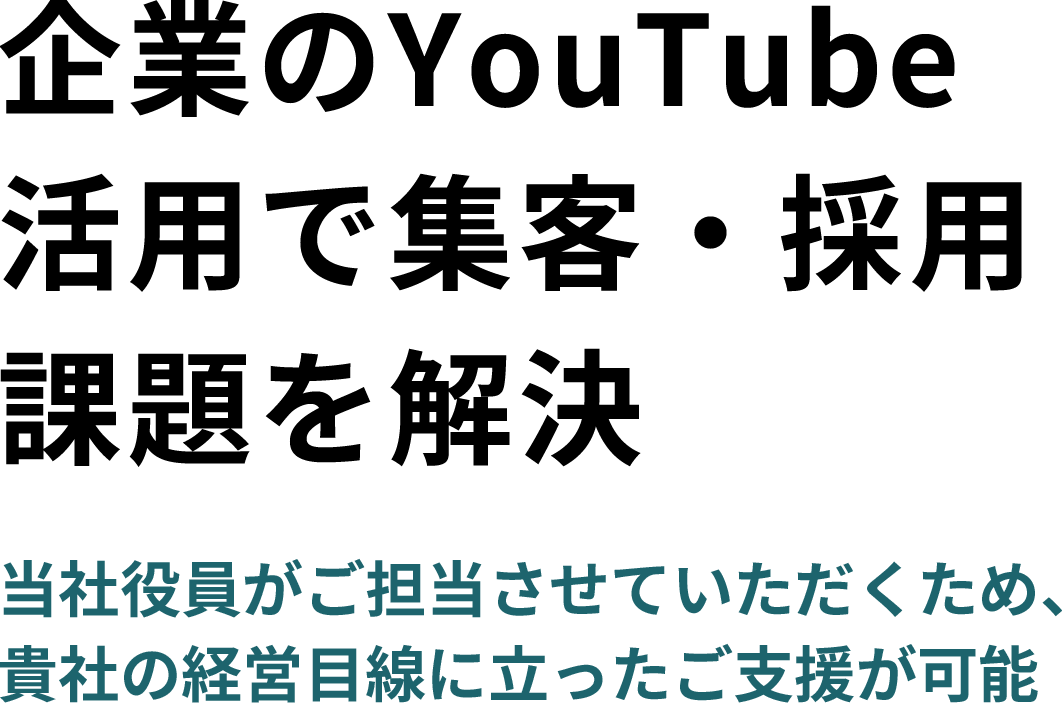 企業のYouTube
活用で集客・採用
課題を解決
当社役員がご担当させていただくため、
貴社の経営目線に立ったご支援が可能